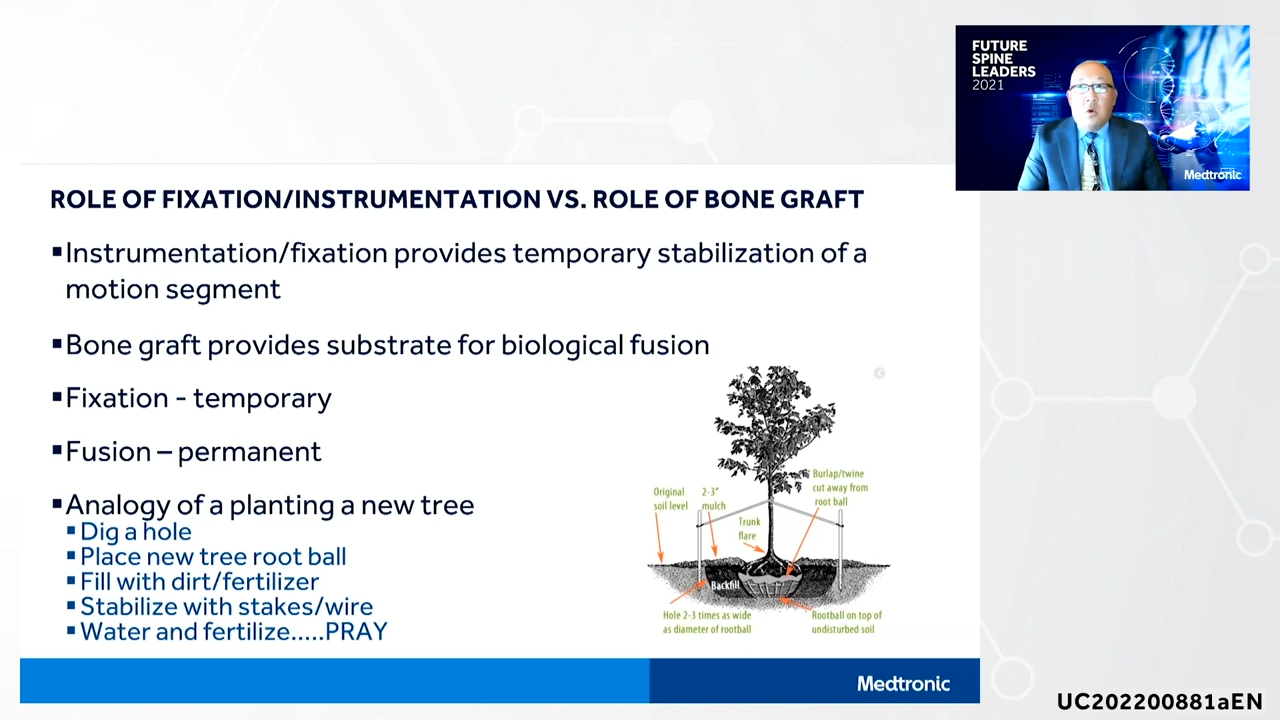 FUTURE
SPINE
LEADERS
2021
Medtronic
ROLE OF FIXATION/INSTRUMENTATION VS. ROLE OF BONE GRAFT
▪Instrumentation/fixation provides temporary stabilization of a
motion segment
▪Bone graft provides substrate for biological fusion
▪Fixation - temporary
▪Fusion – permanent
▪Analogy of a planting a new tree
▪Dig a hole
▪Place new tree root ball
▪Fill with dirt/fertilizer
▪Stabilize with stakes/wire
▪Water and fertilize.....PRAY
Original
soil level
2-3"
mulch
Trunk
flare
Burlap/twine
cut away from
root ball
Backfill
Hole 2-3 times as wide
as diameter of rootball
Rootball on top of
undisturbed soil
Medtronic
UC202200881aEN